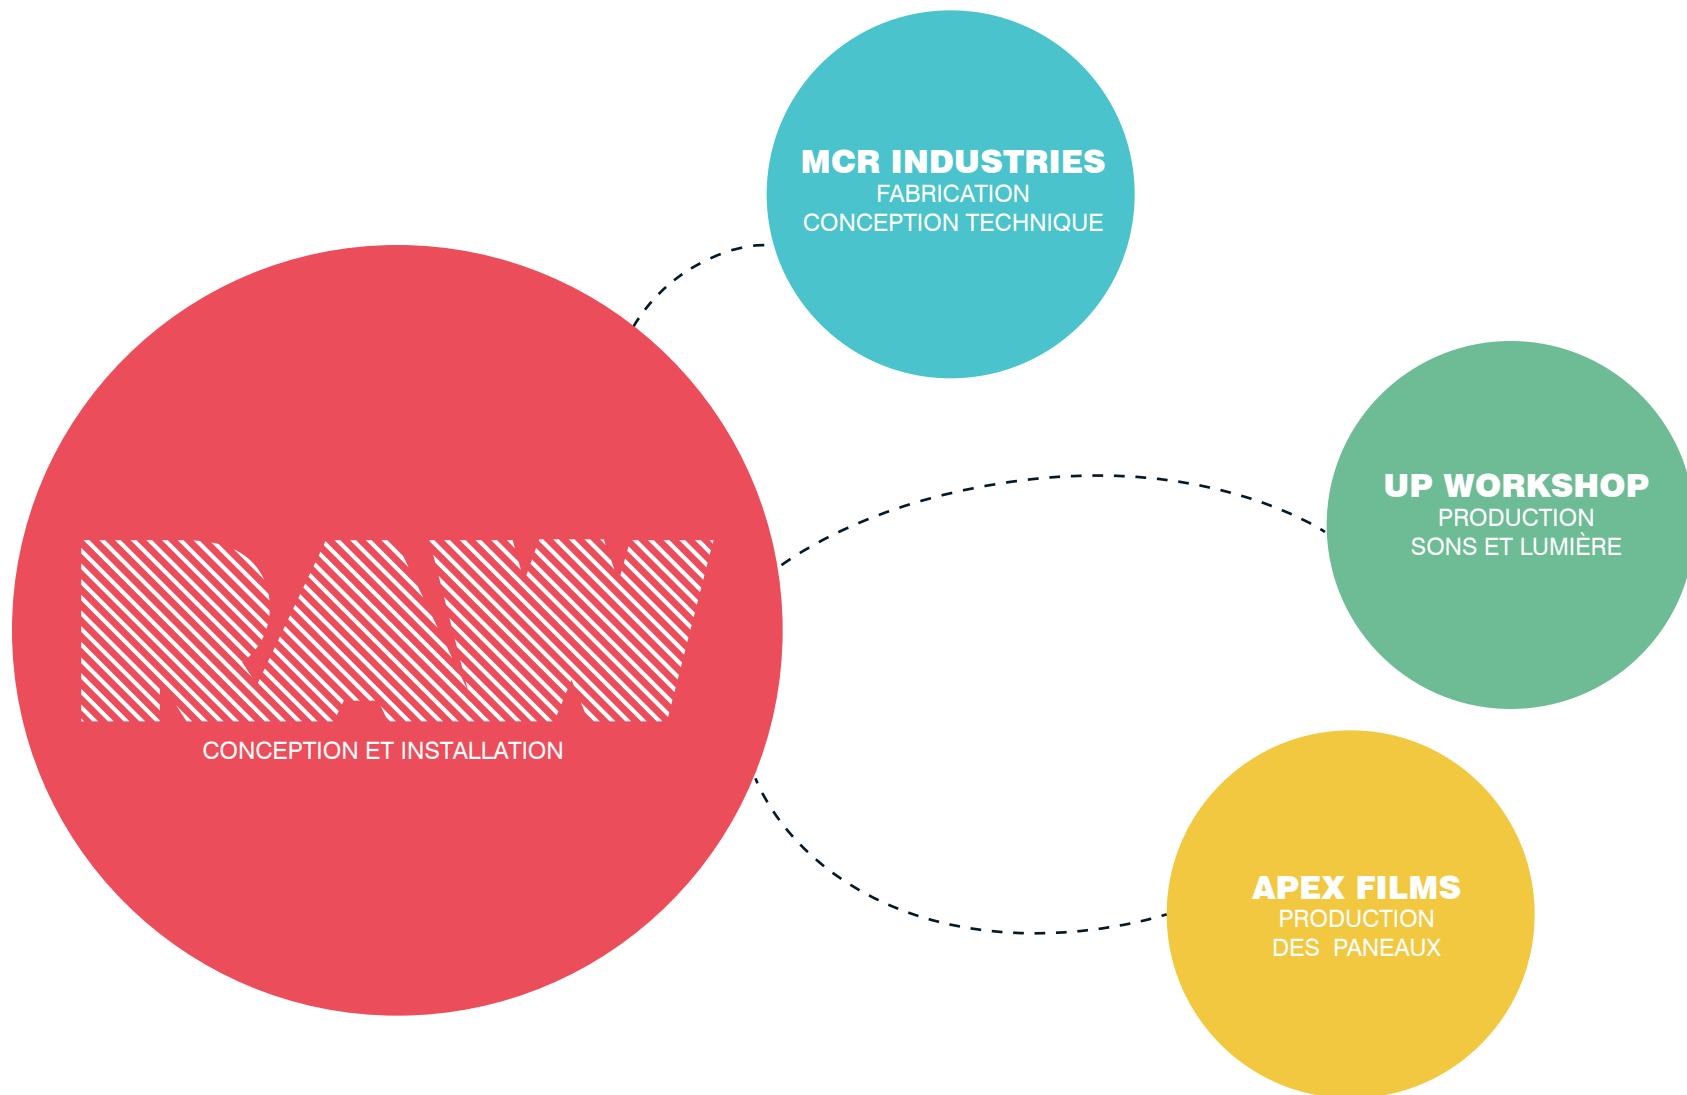 MCR INDUSTRIES
FABRICATION
CONCEPTION TECHNIQUE
RAW
CONCEPTION ET INSTALLATION
UP WORKSHOP
PRODUCTION
SONS ET LUMIÈRE
APEX FILMS
PRODUCTION
DES PANEAUX